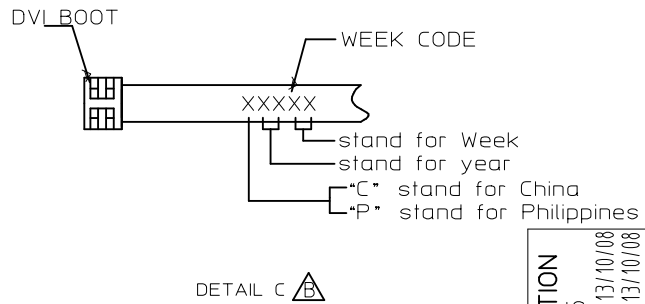 DVI BOOT
WEEK CODE
XXXXX
stand for Week
stand for year
"C" stand for China
"P" stand for Philippines
DETAIL C B
13/10/08
13/10/08